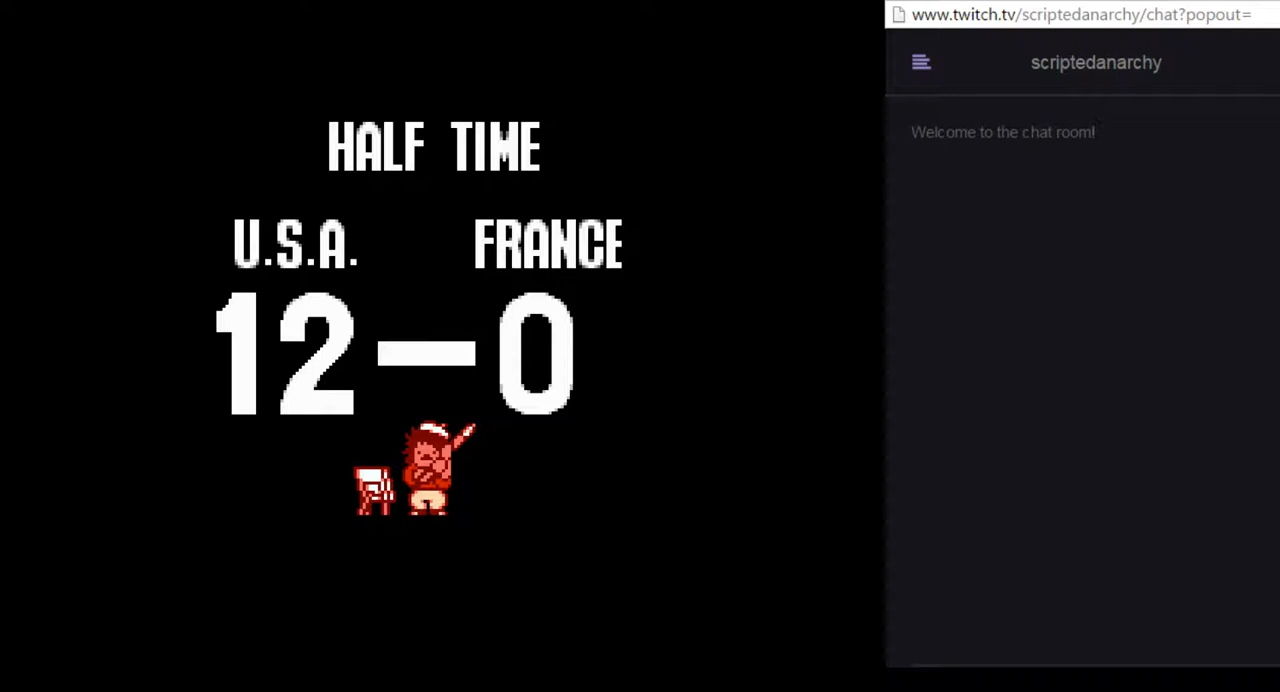 www.twitch.tv/scriptedanarchy/chat?popout=
scriptedanarchy
Welcome to the chat room!
HALF TIME
U.S.A. FRANCE
12-0